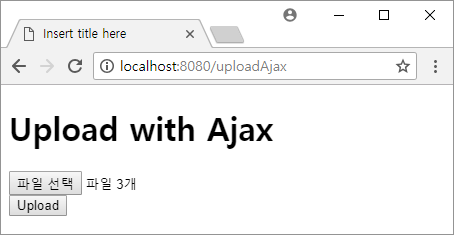 Insert title here
localhost:8080/uploadAjax
Upload with Ajax
파일 선택 파일 3개
Upload